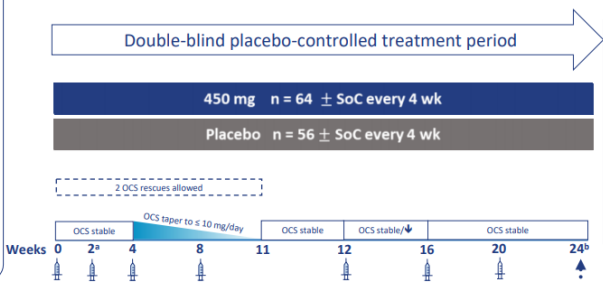 Double-blind placebo-controlled treatment period
450 mg n = 64 ± SoC every 4 wk
Placebo n = 56 ± SoC every 4 wk
2 OCS rescues allowed
OCS stable
OCS taper to ≤ 10 mg/day
OCS stable
OCS stable/↓
OCS stable
Weeks 0 2ᵃ 4 8 11 12 16 20 24ᵇ